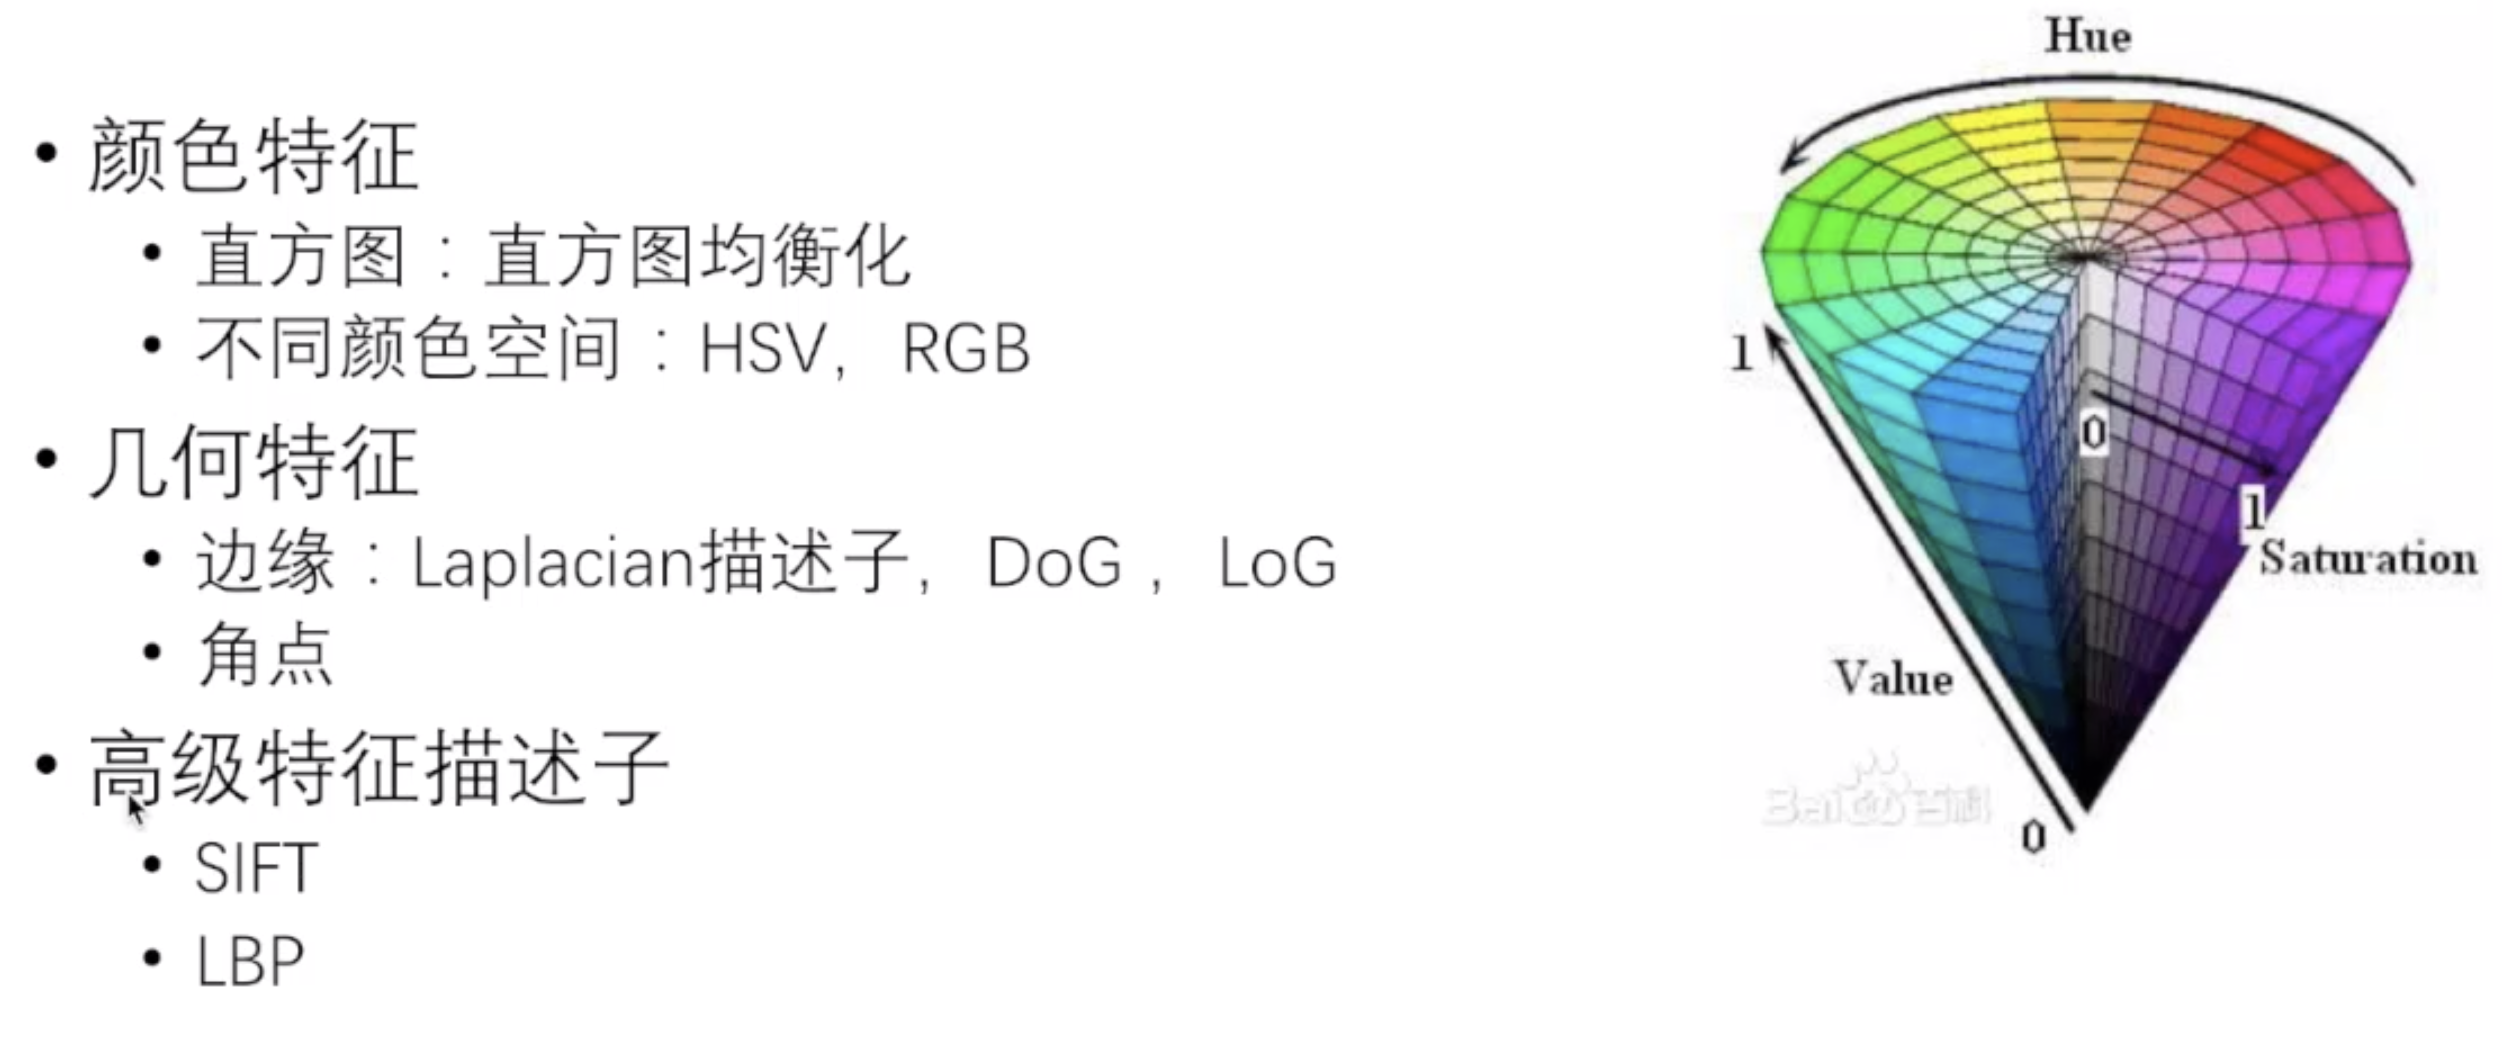 • 颜色特征
• 直方图：直方图均衡化
• 不同颜色空间：HSV，RGB
• 几何特征
• 边缘：Laplacian描述子，DoG，LoG
• 角点
• 高级特征描述子
• SIFT
• LBP
Hue
1
0
1
Saturation
Value
Bai百科
0